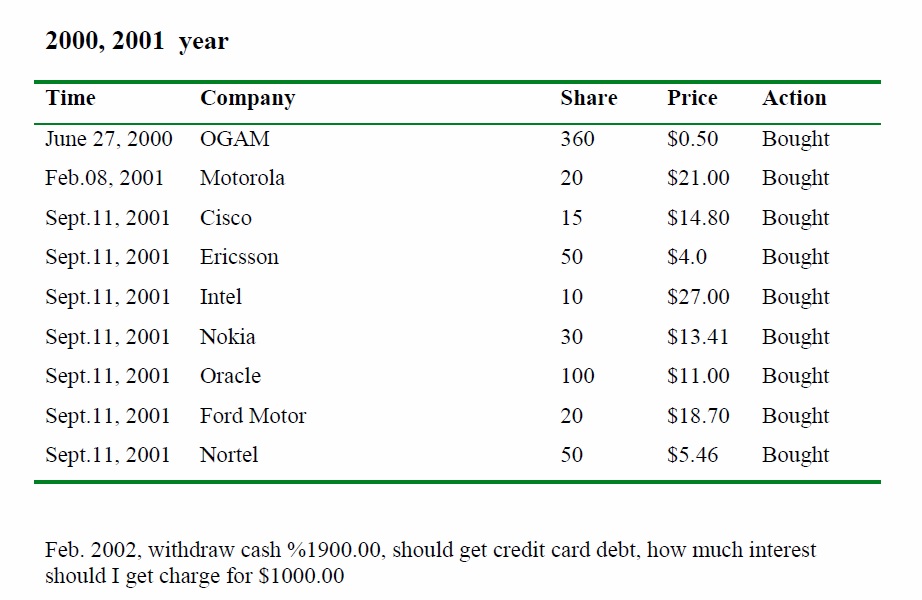 2000, 2001 year
Time Company Share Price Action
June 27, 2000 OGAM 360 $0.50 Bought
Feb.08, 2001 Motorola 20 $21.00 Bought
Sept.11, 2001 Cisco 15 $14.80 Bought
Sept.11, 2001 Ericsson 50 $4.0 Bought
Sept.11, 2001 Intel 10 $27.00 Bought
Sept.11, 2001 Nokia 30 $13.41 Bought
Sept.11, 2001 Oracle 100 $11.00 Bought
Sept.11, 2001 Ford Motor 20 $18.70 Bought
Sept.11, 2001 Nortel 50 $5.46 Bought
Feb. 2002, withdraw cash %1900.00, should get credit card debt, how much interest
should I get charge for $1000.00